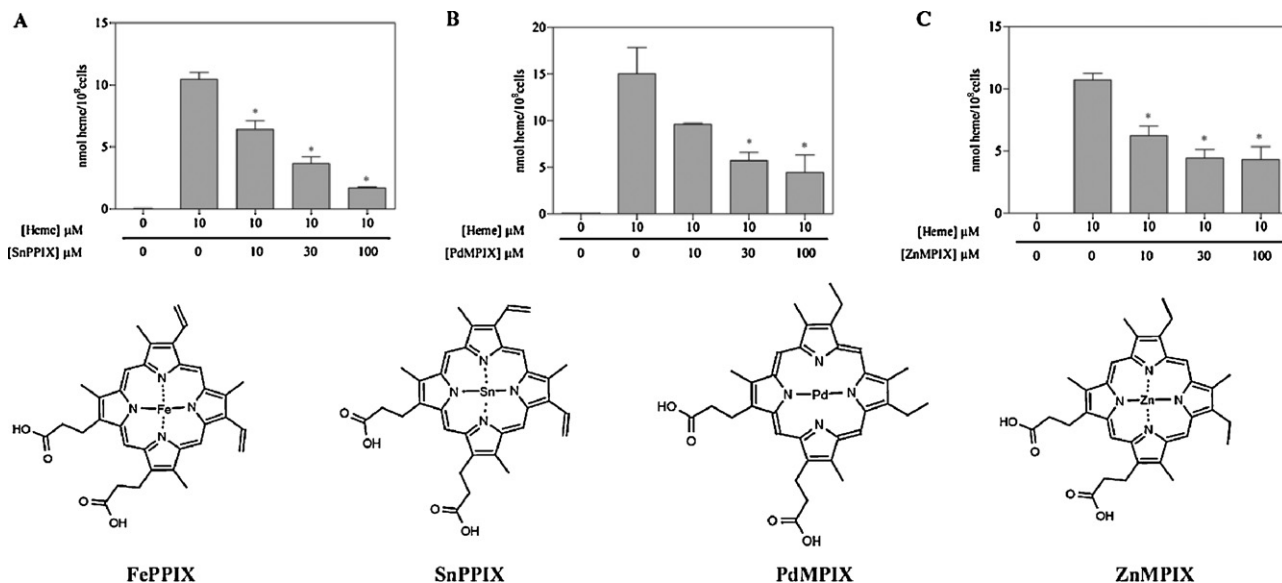 A
15
10
5
0
nmol heme/10⁸cells
*
*
*
[Heme] µM 0 10 10 10 10
[SnPPIX] µM 0 0 10 30 100
B
20
15
10
5
0
nmol heme/10⁸cells
*
*
[Heme] µM 0 10 10 10 10
[PdMPIX] µM 0 0 10 30 100
C
15
10
5
0
nmol heme/10⁸cells
*
*
*
[Heme] µM 0 10 10 10 10
[ZnMPIX] µM 0 0 10 30 100
N
N Fe N
N
HO
O
O
OH
FePPIX
N
N Sn N
N
O
OH
O
OH
SnPPIX
N
N Pd N
N
HO
O
O
OH
PdMPIX
N
N Zn N
N
HO
O
O
OH
ZnMPIX